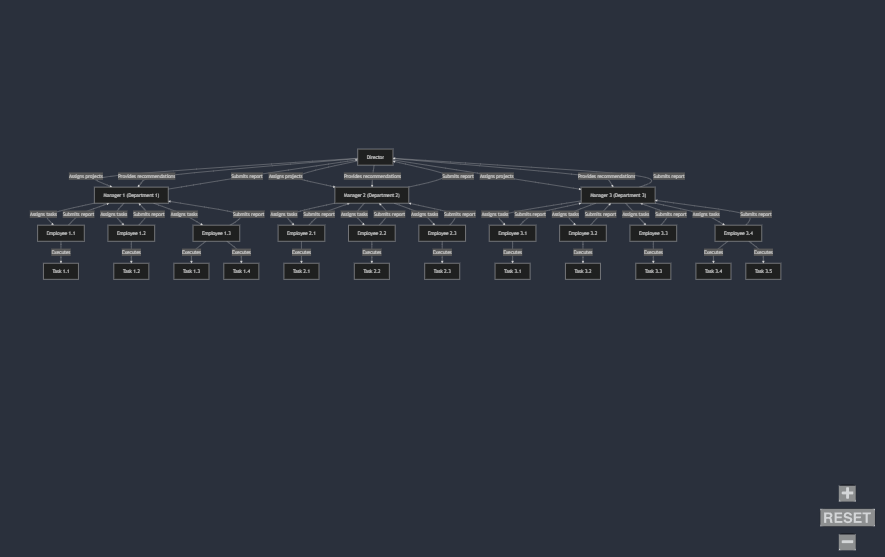 Director
Assigns projects Provides recommendations Submits report Assigns projects Provides recommendations Submits report Assigns projects Provides recommendations Submits report
Manager 1 (Department 1) Manager 2 (Department 2) Manager 3 (Department 3)
Assigns tasks Submits report Assigns tasks Submits report Assigns tasks Submits report Assigns tasks Submits report Assigns tasks Submits report Assigns tasks Submits report Assigns tasks Submits report Assigns tasks Submits report Assigns tasks Submits report Assigns tasks Submits report
Employee 1.1 Employee 1.2 Employee 1.3 Employee 2.1 Employee 2.2 Employee 2.3 Employee 3.1 Employee 3.2 Employee 3.3 Employee 3.4
Executes Executes Executes Executes Executes Executes Executes Executes Executes Executes Executes Executes
Task 1.1 Task 1.2 Task 1.3 Task 1.4 Task 2.1 Task 2.2 Task 2.3 Task 3.1 Task 3.2 Task 3.3 Task 3.4 Task 3.5
+
RESET
−